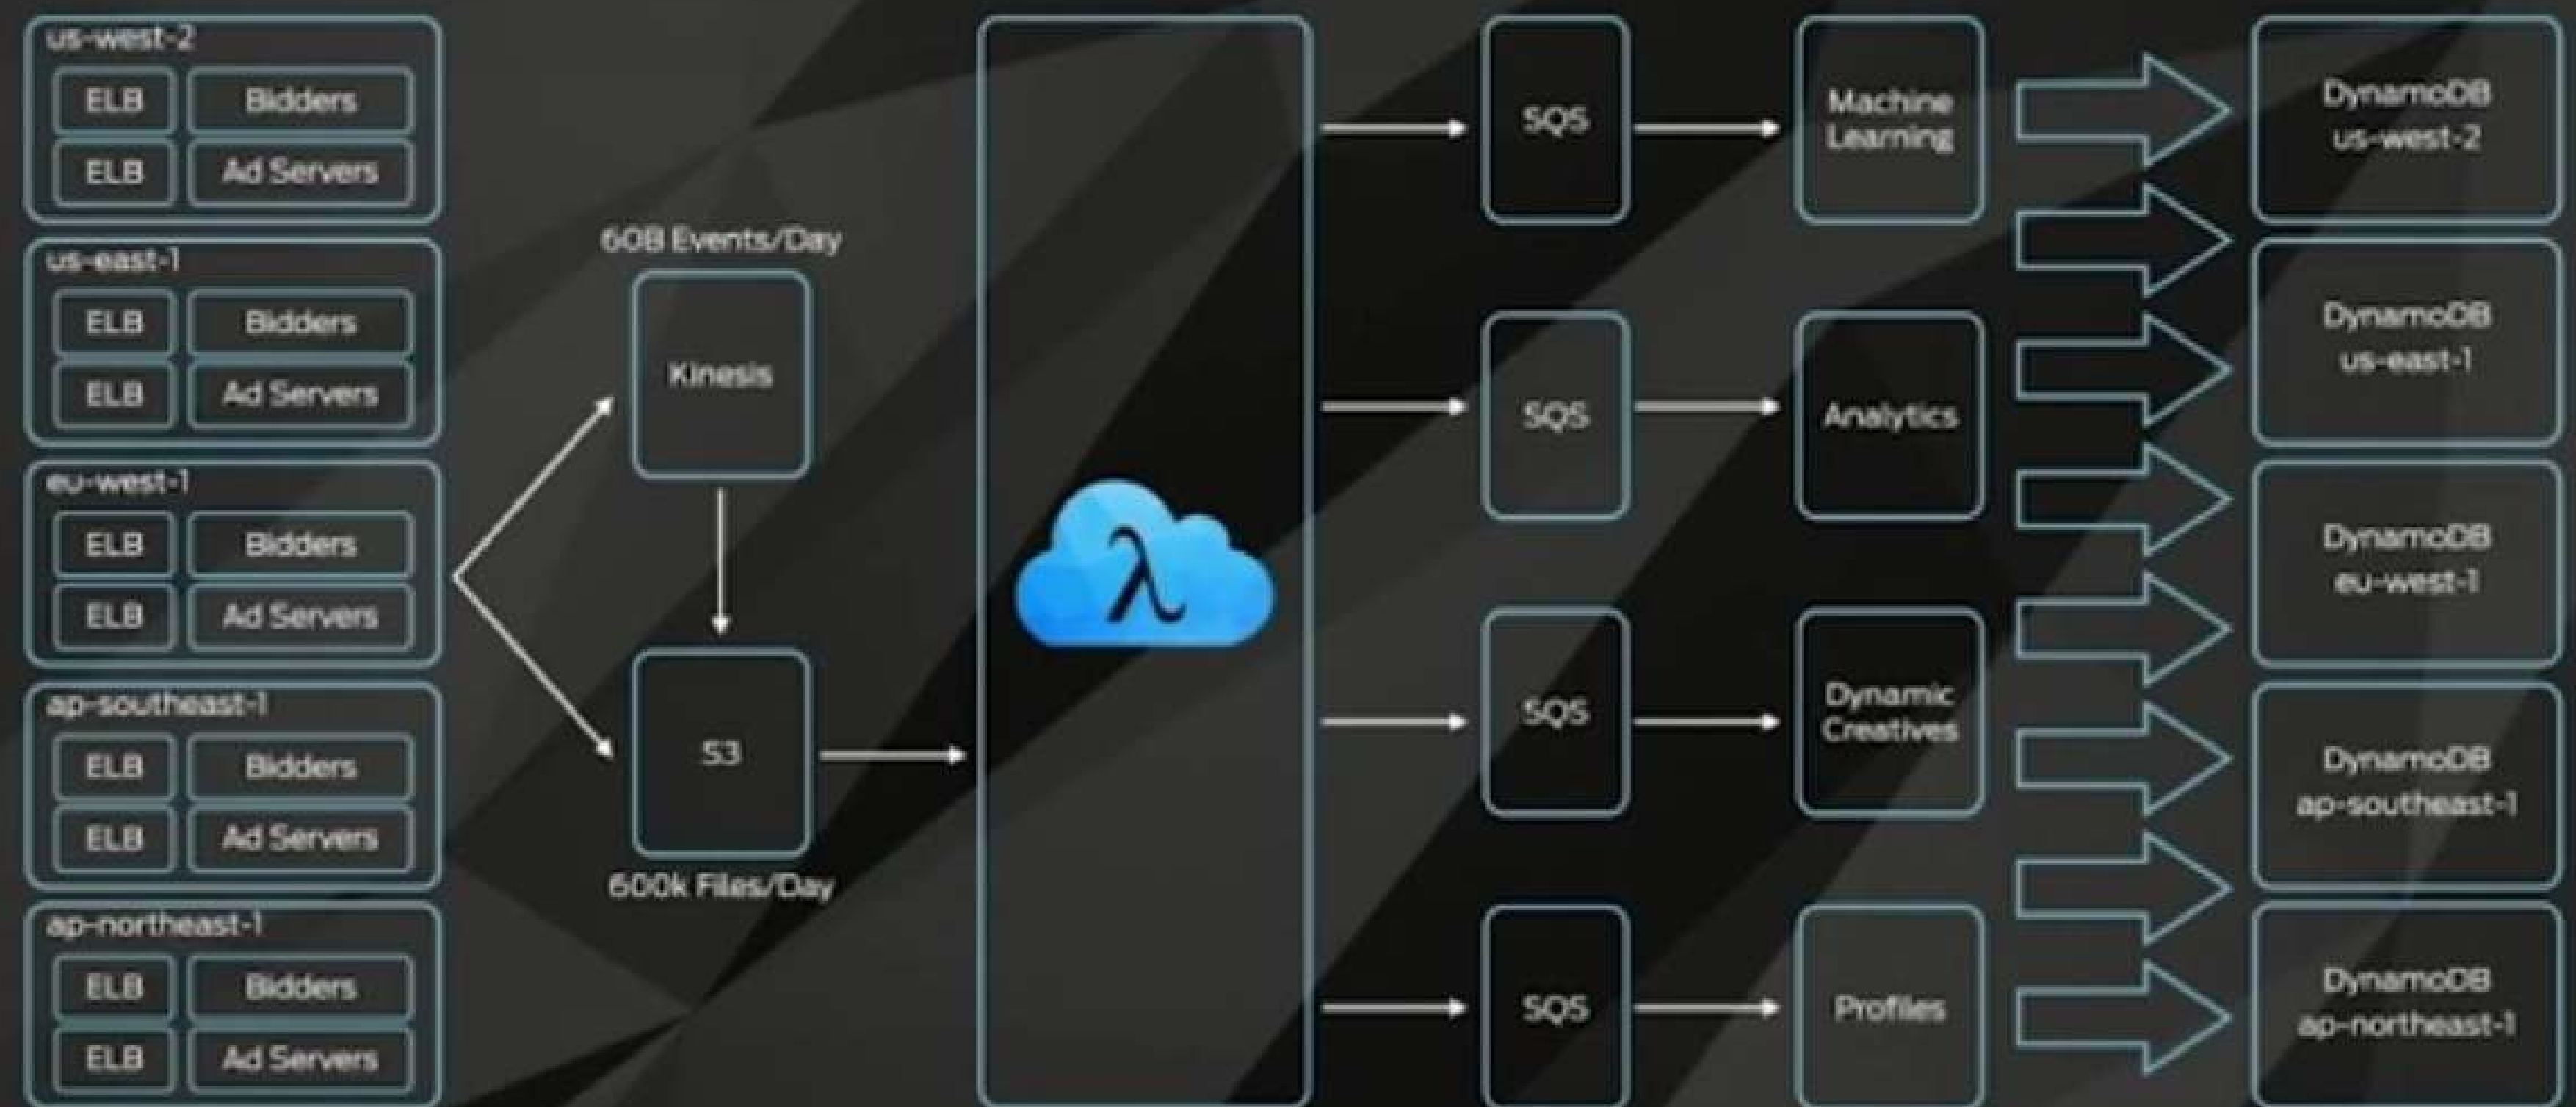 us-west-2
ELB
Bidders
ELB
Ad Servers
us-east-1
ELB
Bidders
ELB
Ad Servers
eu-west-1
ELB
Bidders
ELB
Ad Servers
ap-southeast-1
ELB
Bidders
ELB
Ad Servers
ap-northeast-1
ELB
Bidders
ELB
Ad Servers
60B Events/Day
Kinesis
S3
600k Files/Day
λ
SQS
Machine
Learning
SQS
Analytics
SQS
Dynamic
Creatives
SQS
Profiles
DynamoDB
us-west-2
DynamoDB
us-east-1
DynamoDB
eu-west-1
DynamoDB
ap-southeast-1
DynamoDB
ap-northeast-1